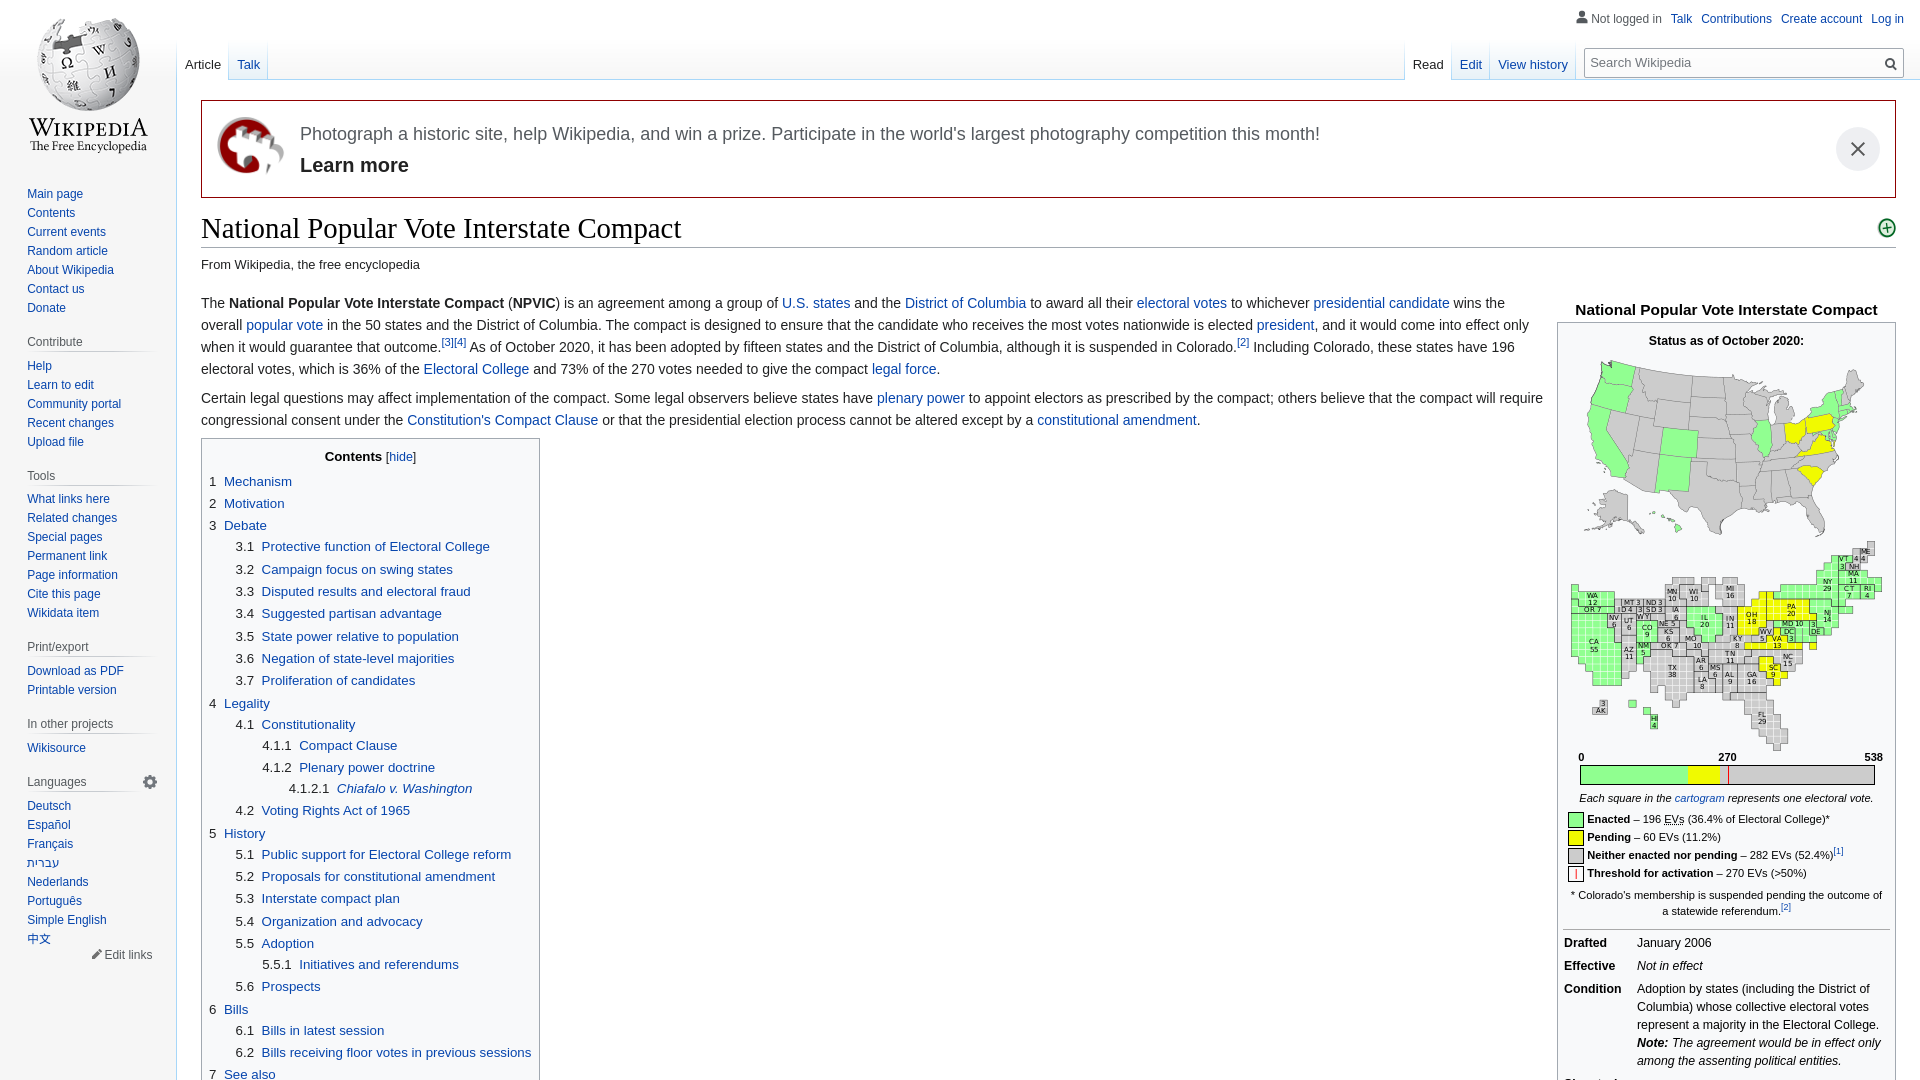 Not logged in Talk Contributions Create account Log in
Article Talk
Read Edit View history Search Wikipedia
WIKIPEDIA
The Free Encyclopedia
Main page
Contents
Current events
Random article
About Wikipedia
Contact us
Donate
Contribute
Help
Learn to edit
Community portal
Recent changes
Upload file
Tools
What links here
Related changes
Special pages
Permanent link
Page information
Cite this page
Wikidata item
Print/export
Download as PDF
Printable version
In other projects
Wikisource
Languages
Deutsch
Español
Français
עברית
Nederlands
Português
Simple English
中文
Edit links
Photograph a historic site, help Wikipedia, and win a prize. Participate in the world's largest photography competition this month!
Learn more
National Popular Vote Interstate Compact
From Wikipedia, the free encyclopedia
The National Popular Vote Interstate Compact (NPVIC) is an agreement among a group of U.S. states and the District of Columbia to award all their electoral votes to whichever presidential candidate wins the
overall popular vote in the 50 states and the District of Columbia. The compact is designed to ensure that the candidate who receives the most votes nationwide is elected president, and it would come into effect only
when it would guarantee that outcome.[3][4] As of October 2020, it has been adopted by fifteen states and the District of Columbia, although it is suspended in Colorado.[2] Including Colorado, these states have 196
electoral votes, which is 36% of the Electoral College and 73% of the 270 votes needed to give the compact legal force.
Certain legal questions may affect implementation of the compact. Some legal observers believe states have plenary power to appoint electors as prescribed by the compact; others believe that the compact will require
congressional consent under the Constitution's Compact Clause or that the presidential election process cannot be altered except by a constitutional amendment.
Contents [hide]
1 Mechanism
2 Motivation
3 Debate
3.1 Protective function of Electoral College
3.2 Campaign focus on swing states
3.3 Disputed results and electoral fraud
3.4 Suggested partisan advantage
3.5 State power relative to population
3.6 Negation of state-level majorities
3.7 Proliferation of candidates
4 Legality
4.1 Constitutionality
4.1.1 Compact Clause
4.1.2 Plenary power doctrine
4.1.2.1 Chiafalo v. Washington
4.2 Voting Rights Act of 1965
5 History
5.1 Public support for Electoral College reform
5.2 Proposals for constitutional amendment
5.3 Interstate compact plan
5.4 Organization and advocacy
5.5 Adoption
5.5.1 Initiatives and referendums
5.6 Prospects
6 Bills
6.1 Bills in latest session
6.2 Bills receiving floor votes in previous sessions
7 See also
National Popular Vote Interstate Compact
Status as of October 2020:
VT 3
ME 4
NH 4
NY 29
MA 11
CT 7
RI 4
WA 12
OR 7
MT 3
ID 4
ND 3
SD 3
MN 10
WI 10
MI 16
PA 20
NJ 14
OH 18
IL 20
IN 11
IA 6
NV 6
UT 6
CO 9
NE 5
KS 6
MO 10
KY 8
WV 5
VA 13
MD 10
DC 3
DE 3
CA 55
AZ 11
NM 5
OK 7
TX 38
AR 6
LA 8
MS 6
TN 11
AL 9
GA 16
SC 9
NC 15
FL 29
AK 3
HI 4
0 270 538
Each square in the cartogram represents one electoral vote.
Enacted – 196 EVs (36.4% of Electoral College)*
Pending – 60 EVs (11.2%)
Neither enacted nor pending – 282 EVs (52.4%)[1]
Threshold for activation – 270 EVs (>50%)
* Colorado's membership is suspended pending the outcome of
a statewide referendum.[2]
Drafted January 2006
Effective Not in effect
Condition Adoption by states (including the District of
Columbia) whose collective electoral votes
represent a majority in the Electoral College.
Note: The agreement would be in effect only
among the assenting political entities.